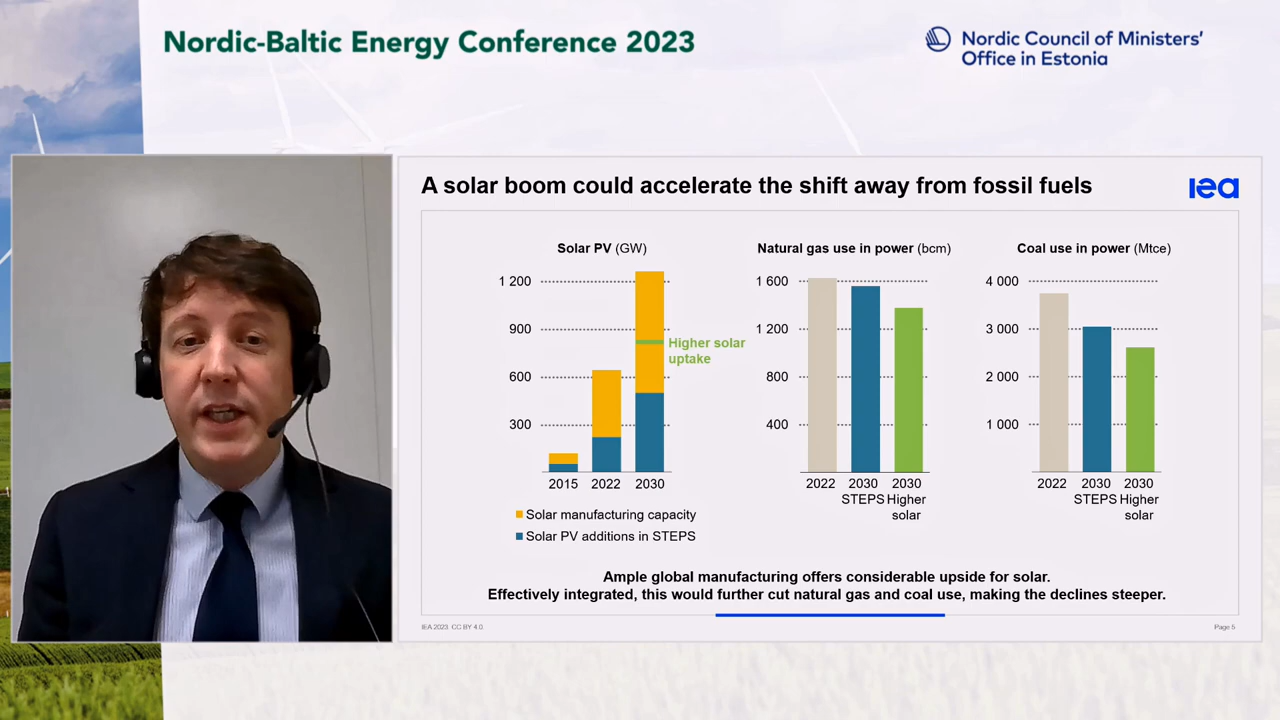 Nordic-Baltic Energy Conference 2023
Nordic Council of Ministers'
Office in Estonia
A solar boom could accelerate the shift away from fossil fuels
iea
Solar PV (GW)
1 200
900
600
300
2015 2022 2030
Higher solar
uptake
Solar manufacturing capacity
Solar PV additions in STEPS
Natural gas use in power (bcm)
1 600
1 200
800
400
2022 2030 2030
STEPS Higher
solar
Coal use in power (Mtce)
4 000
3 000
2 000
1 000
2022 2030 2030
STEPS Higher
solar
Ample global manufacturing offers considerable upside for solar.
Effectively integrated, this would further cut natural gas and coal use, making the declines steeper.
IEA 2023. CC BY 4.0.
Page 5